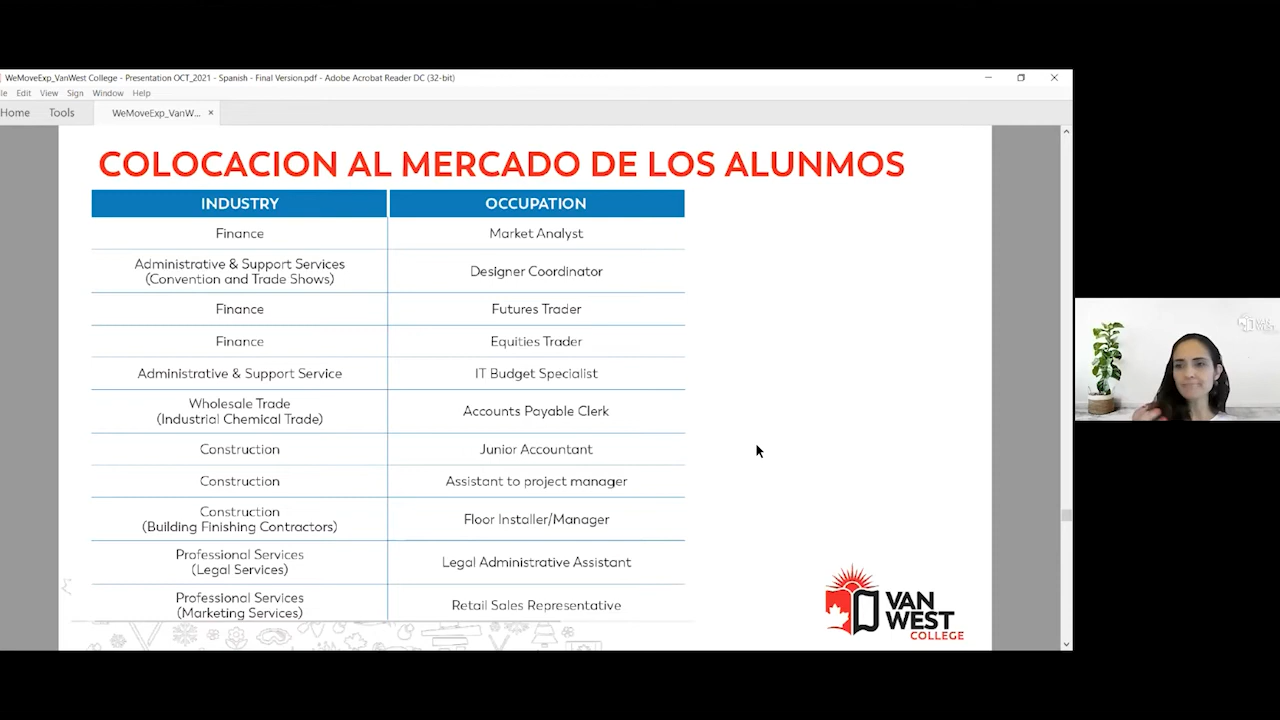 WeMoveExp_VanWest College - Presentation OCT_2021 - Spanish - Final Version.pdf - Adobe Acrobat Reader DC (32-bit)
le Edit View Sign Window Help
Home Tools WeMoveExp_VanW... ×
COLOCACION AL MERCADO DE LOS ALUNMOS
INDUSTRY OCCUPATION
Finance Market Analyst
Administrative & Support Services
(Convention and Trade Shows) Designer Coordinator
Finance Futures Trader
Finance Equities Trader
Administrative & Support Service IT Budget Specialist
Wholesale Trade
(Industrial Chemical Trade) Accounts Payable Clerk
Construction Junior Accountant
Construction Assistant to project manager
Construction
(Building Finishing Contractors) Floor Installer/Manager
Professional Services
(Legal Services) Legal Administrative Assistant
Professional Services
(Marketing Services) Retail Sales Representative
VAN
WEST
COLLEGE
VAN
WEST